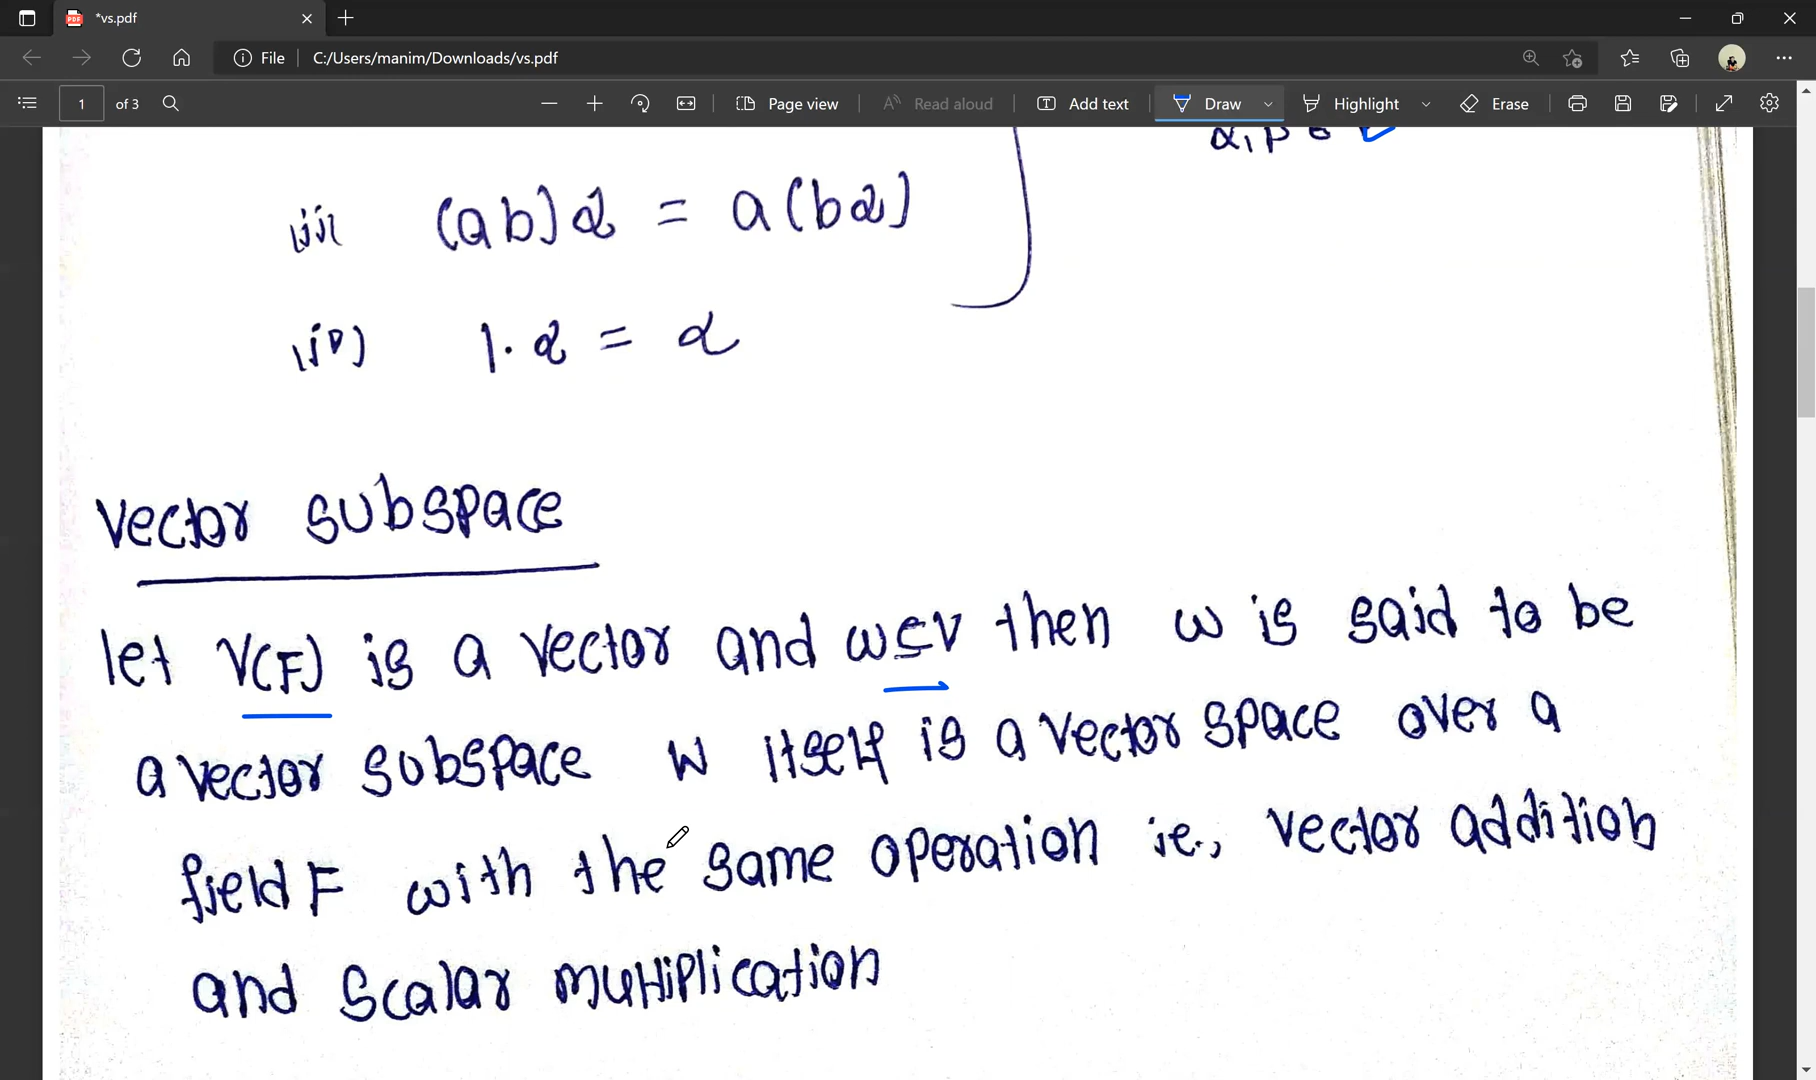 *vs.pdf
File C:/Users/manim/Downloads/vs.pdf
1 of 3 Page view Read aloud Add text Draw Highlight Erase
α, β ∈
iii) (ab)α = a(bα)
iv) 1·α = α
Vector subspace
let V(F) is a vector and w⊆V then w is said to be
a vector subspace W itself is a vector space over a
field F with the same operation ie., vector addition
and scalar multiplication